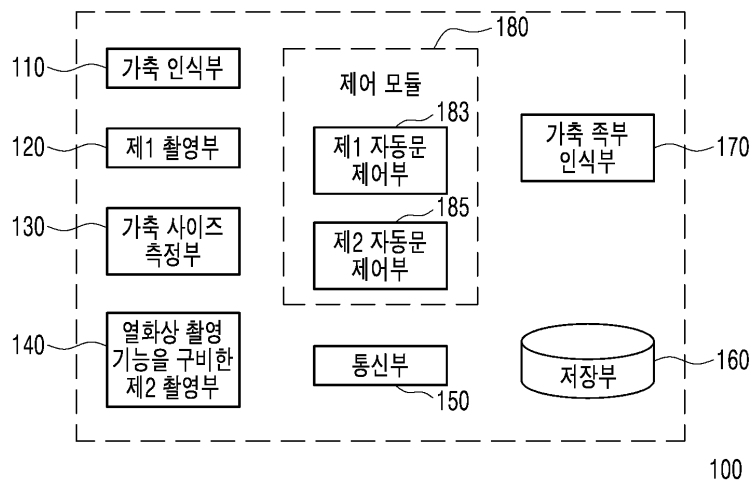 180
110
가축 인식부
제어 모듈
183
120
제1 촬영부
제1 자동문
제어부
가축 족부
인식부
170
130
가축 사이즈
측정부
185
제2 자동문
제어부
140
열화상 촬영
기능을 구비한
제2 촬영부
통신부
150
저장부
160
100